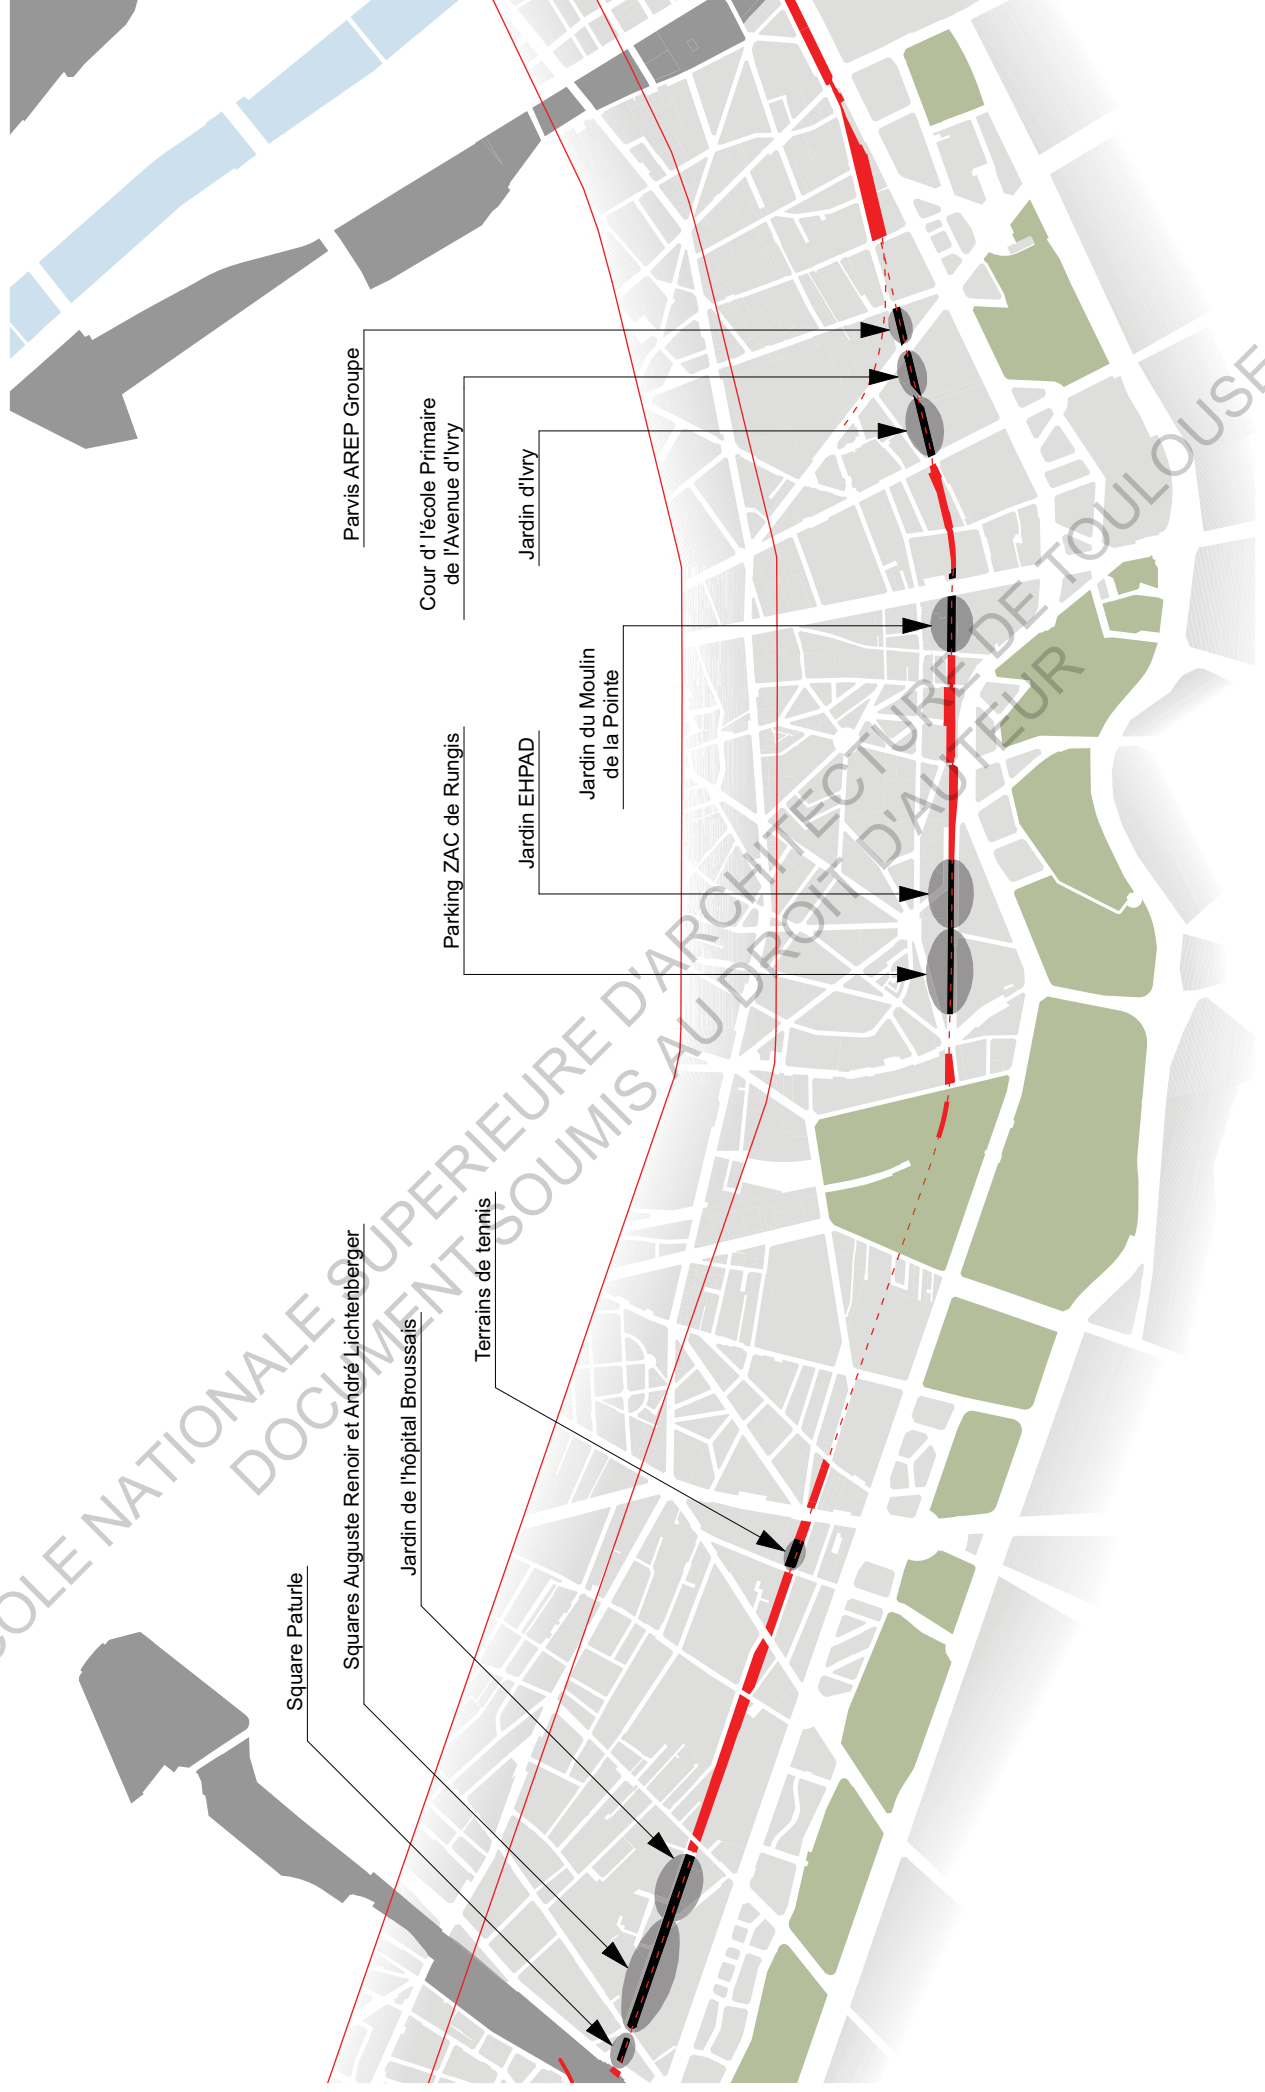 Parvis AREP Groupe
Cour d' l'école Primaire
de l'Avenue d'Ivry
Jardin d'Ivry
Jardin du Moulin
de la Pointe
Parking ZAC de Rungis
Jardin EHPAD
Terrains de tennis
Squares Auguste Renoir et André Lichtenberger
Jardin de l'hôpital Broussais
Square Paturle
COLE NATIONALE SUPERIEURE D'ARCHITECTURE DE TOULOUSE
DOCUMENT SOUMIS AU DROIT D'AUTEUR